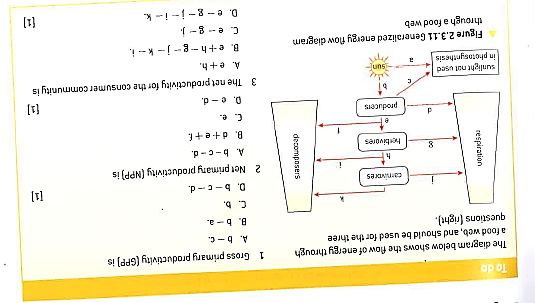 To do
The diagram below shows the flow of energy through
a food web, and should be used for the three
questions (right).
k
j
carnivores
i
h
g
herbivores
respiration
decomposers
f
e
d
producers
b
c
sunlight not used
in photosynthesis
a
sun
Figure 2.3.11 Generalized energy flow diagram
through a food web
1 Gross primary productivity (GPP) is
A. b – c.
B. b – a.
C. b.
D. b – c – d. [1]
2 Net primary productivity (NPP) is
A. b – c – d.
B. d + e + f.
C. e.
D. e – d. [1]
3 The net productivity for the consumer community is
A. e + h.
B. e + h – g – j – k – i.
C. e – g – j.
D. e – g – j – i – k. [1]